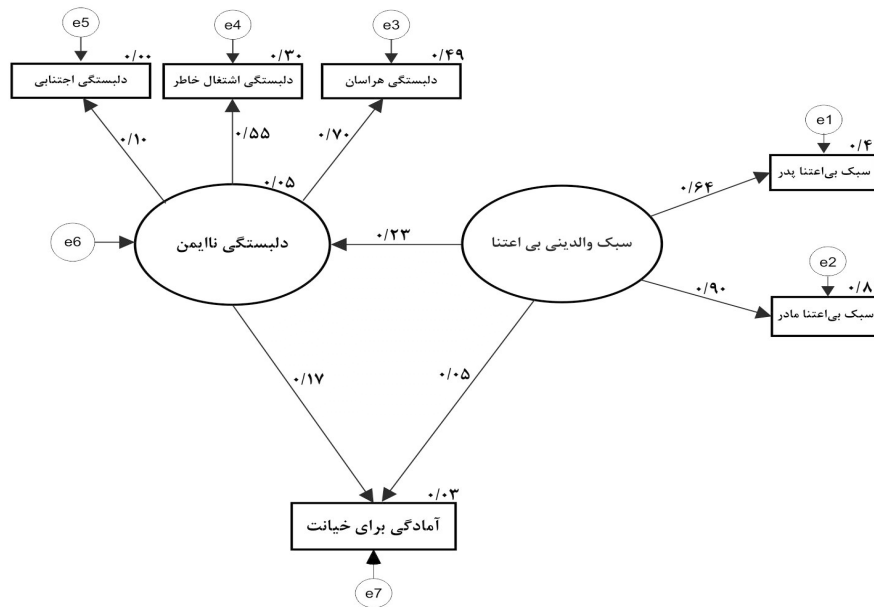 e5
e4
e3
۰/۰۰
۰/۳۰
۰/۴۹
دلبستگی اجتنابی
دلبستگی اشتغال خاطر
دلبستگی هراسان
۰/۱۰
۰/۵۵
۰/۷۰
e1
۰/۴
سبک بی‌اعتنا پدر
۰/۰۵
۰/۶۴
e6
دلبستگی ناایمن
۰/۲۳
سبک والدینی بی اعتنا
e2
۰/۸
۰/۹۰
سبک بی‌اعتنا مادر
۰/۱۷
۰/۰۵
۰/۰۳
آمادگی برای خیانت
e7